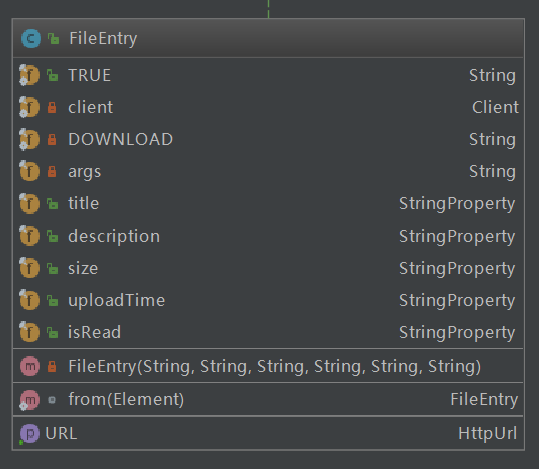 FileEntry
TRUE String
client Client
DOWNLOAD String
args String
title StringProperty
description StringProperty
size StringProperty
uploadTime StringProperty
isRead StringProperty
FileEntry(String, String, String, String, String, String)
from(Element) FileEntry
URL HttpUrl